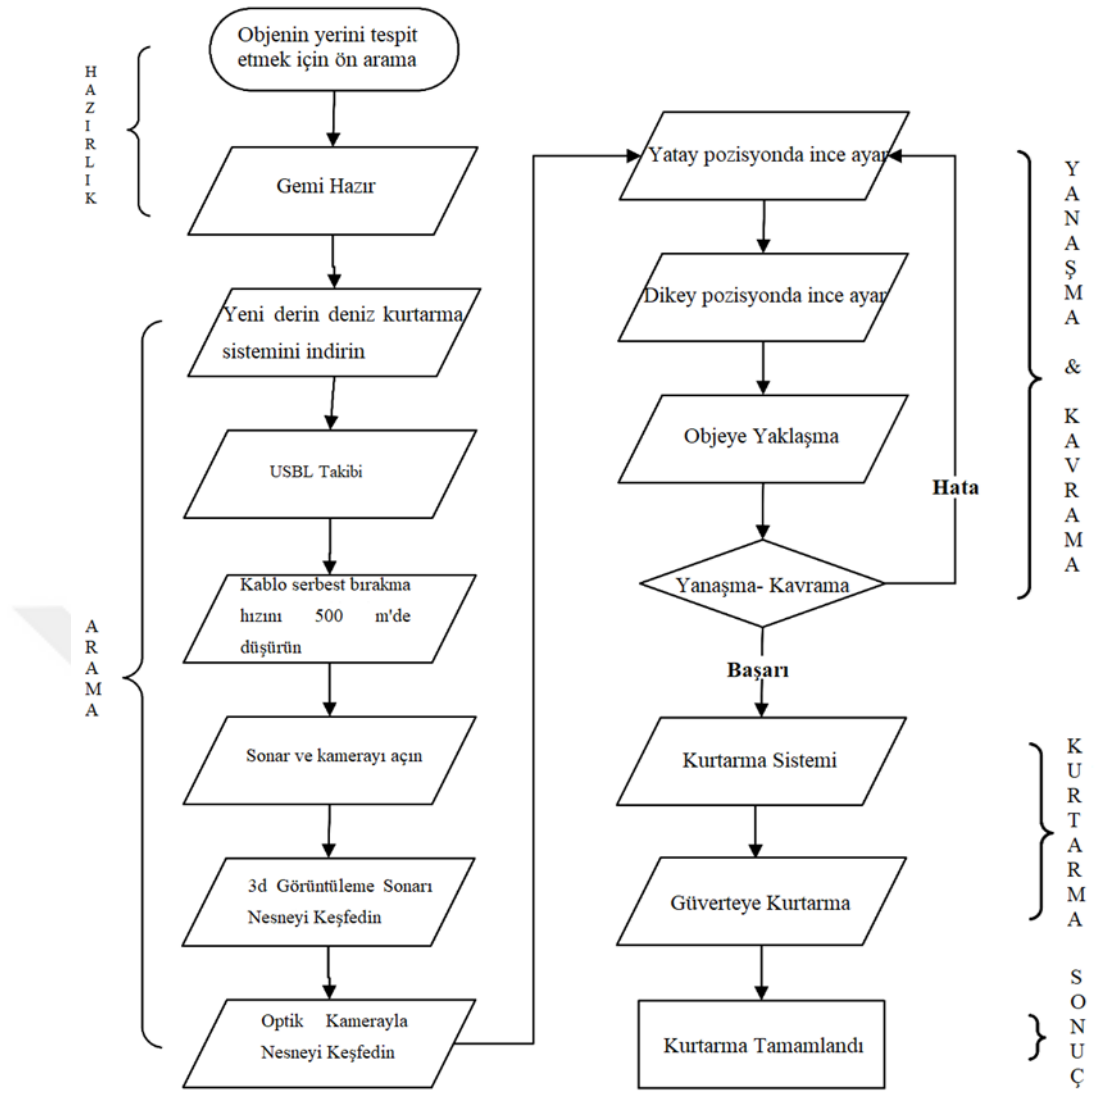 Objenin yerini tespit
etmek için ön arama
HAZIRLIK
Gemi Hazır
Yeni derin deniz kurtarma
sistemini indirin
USBL Takibi
Kablo serbest bırakma
hızını 500 m'de
düşürün
ARAMA
Sonar ve kamerayı açın
3d Görüntüleme Sonarı
Nesneyi Keşfedin
Optik Kamerayla
Nesneyi Keşfedin
Yatay pozisyonda ince ayar
Dikey pozisyonda ince ayar
Objeye Yaklaşma
Hata
Yanaşma- Kavrama
YANAŞMA & KAVRAMA
Başarı
Kurtarma Sistemi
Güverteye Kurtarma
KURTARMA
Kurtarma Tamamlandı
SONUÇ